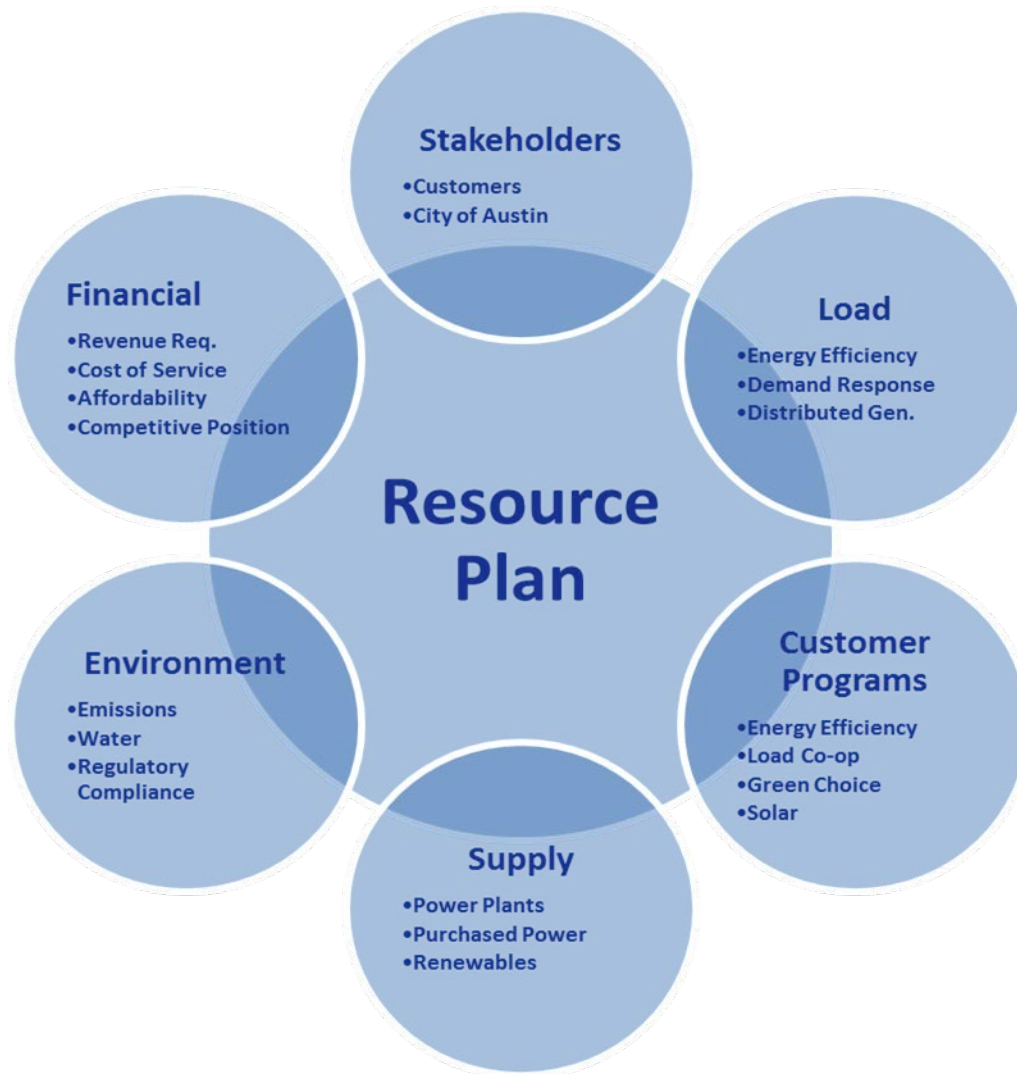 Stakeholders
•Customers
•City of Austin
Financial
•Revenue Req.
•Cost of Service
•Affordability
•Competitive Position
Load
•Energy Efficiency
•Demand Response
•Distributed Gen.
Resource
Plan
Environment
•Emissions
•Water
•Regulatory
Compliance
Customer
Programs
•Energy Efficiency
•Load Co-op
•Green Choice
•Solar
Supply
•Power Plants
•Purchased Power
•Renewables